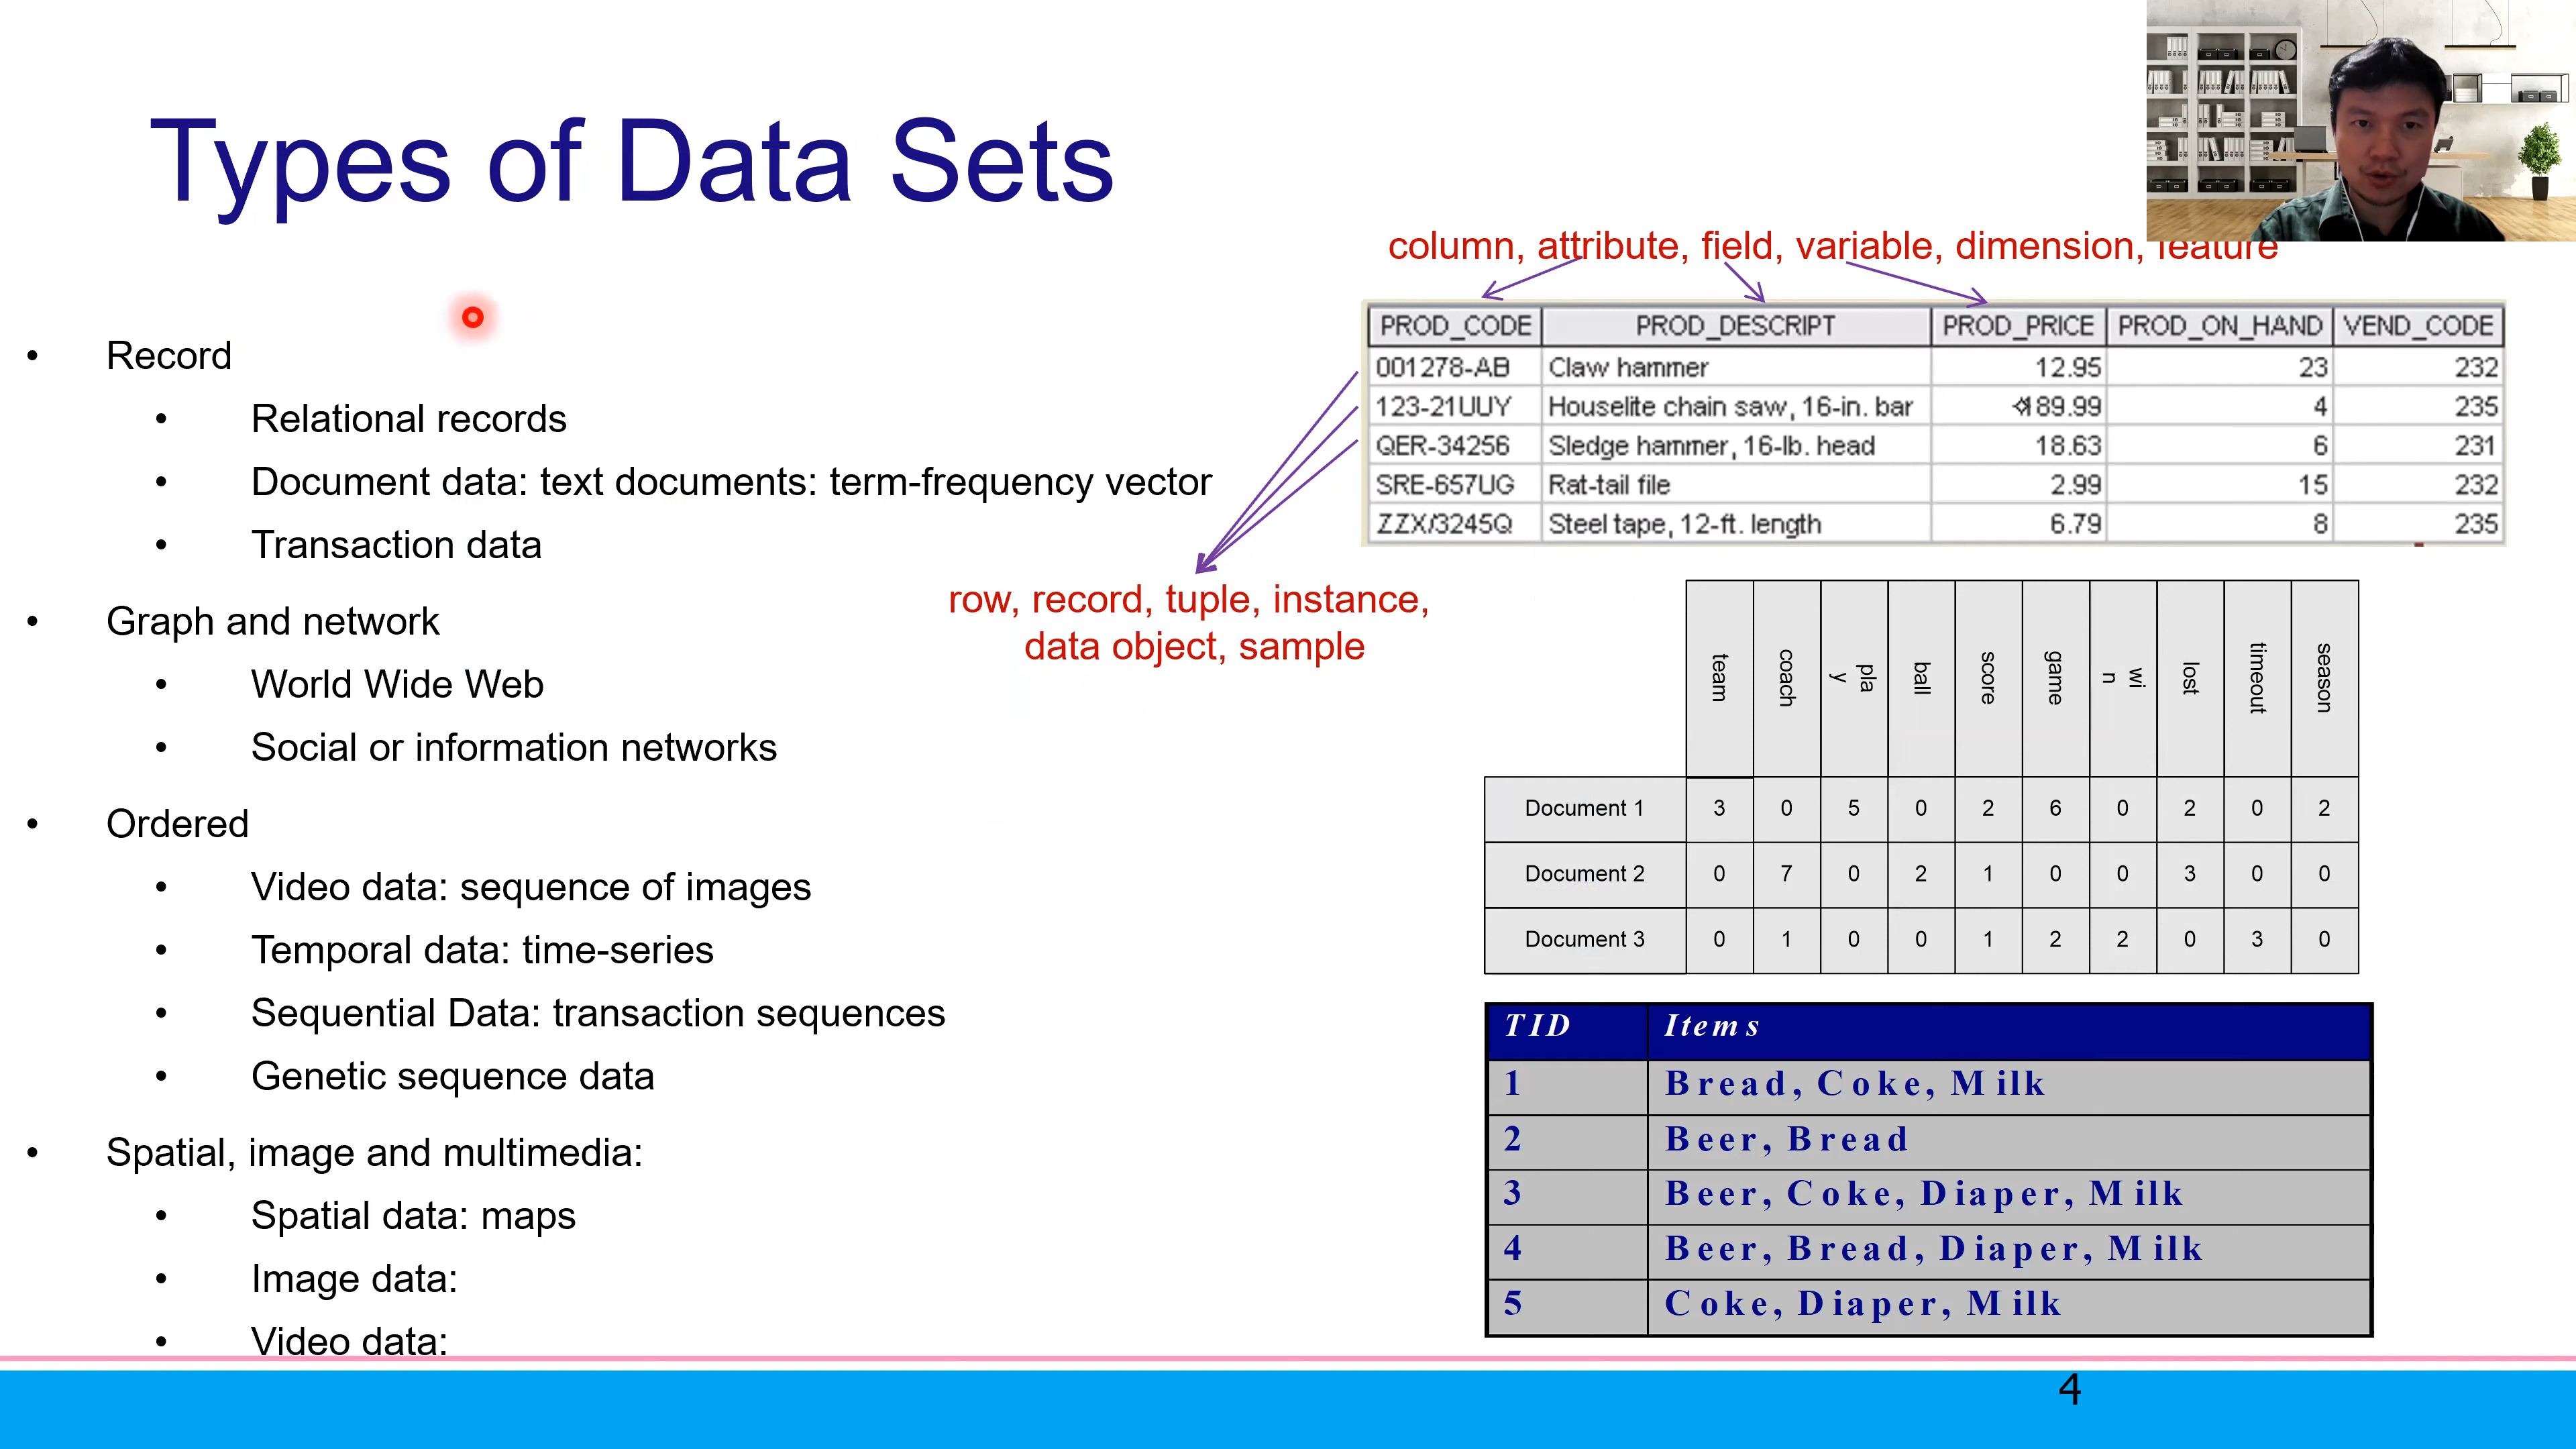 Types of Data Sets
• Record
• Relational records
• Document data: text documents: term-frequency vector
• Transaction data
• Graph and network
• World Wide Web
• Social or information networks
• Ordered
• Video data: sequence of images
• Temporal data: time-series
• Sequential Data: transaction sequences
• Genetic sequence data
• Spatial, image and multimedia:
• Spatial data: maps
• Image data:
• Video data:
column, attribute, field, variable, dimension, feature
PROD_CODE PROD_DESCRIPT PROD_PRICE PROD_ON_HAND VEND_CODE
001278-AB Claw hammer 12.95 23 232
123-21UUY Houselite chain saw, 16-in. bar 189.99 4 235
QER-34256 Sledge hammer, 16-lb. head 18.63 6 231
SRE-657UG Rat-tail file 2.99 15 232
ZZX/3245Q Steel tape, 12-ft. length 6.79 8 235
row, record, tuple, instance,
data object, sample
team coach play ball score game win lost timeout season
Document 1 3 0 5 0 2 6 0 2 0 2
Document 2 0 7 0 2 1 0 0 3 0 0
Document 3 0 1 0 0 1 2 2 0 3 0
TID Items
1 Bread, Coke, Milk
2 Beer, Bread
3 Beer, Coke, Diaper, Milk
4 Beer, Bread, Diaper, Milk
5 Coke, Diaper, Milk
4